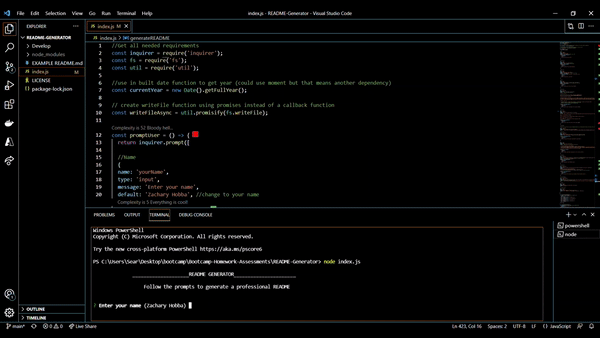 File Edit Selection View Go Run Terminal Help
index.js - README-Generator - Visual Studio Code
EXPLORER
README-GENERATOR
Develop
node_modules
EXAMPLE README.md
index.js M
LICENSE
package-lock.json
OUTLINE
TIMELINE
index.js M
index.js > generateREADME
1 //Get all needed requirements
2 const inquirer = require('inquirer');
3 const fs = require('fs');
4 const util = require('util');
5
6 //use in built date function to get year (could use moment but that means another dependency)
7 const currentYear = new Date().getFullYear();
8
9 // create writeFile function using promises instead of a callback function
10 const writeFileAsync = util.promisify(fs.writeFile);
11
Complexity is 52 Bloody hell...
12 const promptUser = () => {
13 return inquirer.prompt([
14
15 //Name
16 {
17 name: 'yourName',
18 type: 'input',
19 message: 'Enter your name',
20 default: 'Zachary Hobba', //change to your name
Complexity is 3 Everything is cool!
PROBLEMS OUTPUT TERMINAL DEBUG CONSOLE
Windows PowerShell
Copyright (C) Microsoft Corporation. All rights reserved.
Try the new cross-platform PowerShell https://aka.ms/pscore6
PS C:\Users\Sear\Desktop\Bootcamp\Bootcamp-Homework-Assessments\README-Generator> node index.js
README GENERATOR
Follow the prompts to generate a professional README
? Enter your name (Zachary Hobba)
powershell
node
main* 0 0 Live Share
Ln 423, Col 16 Spaces: 2 UTF-8 LF {} JavaScript